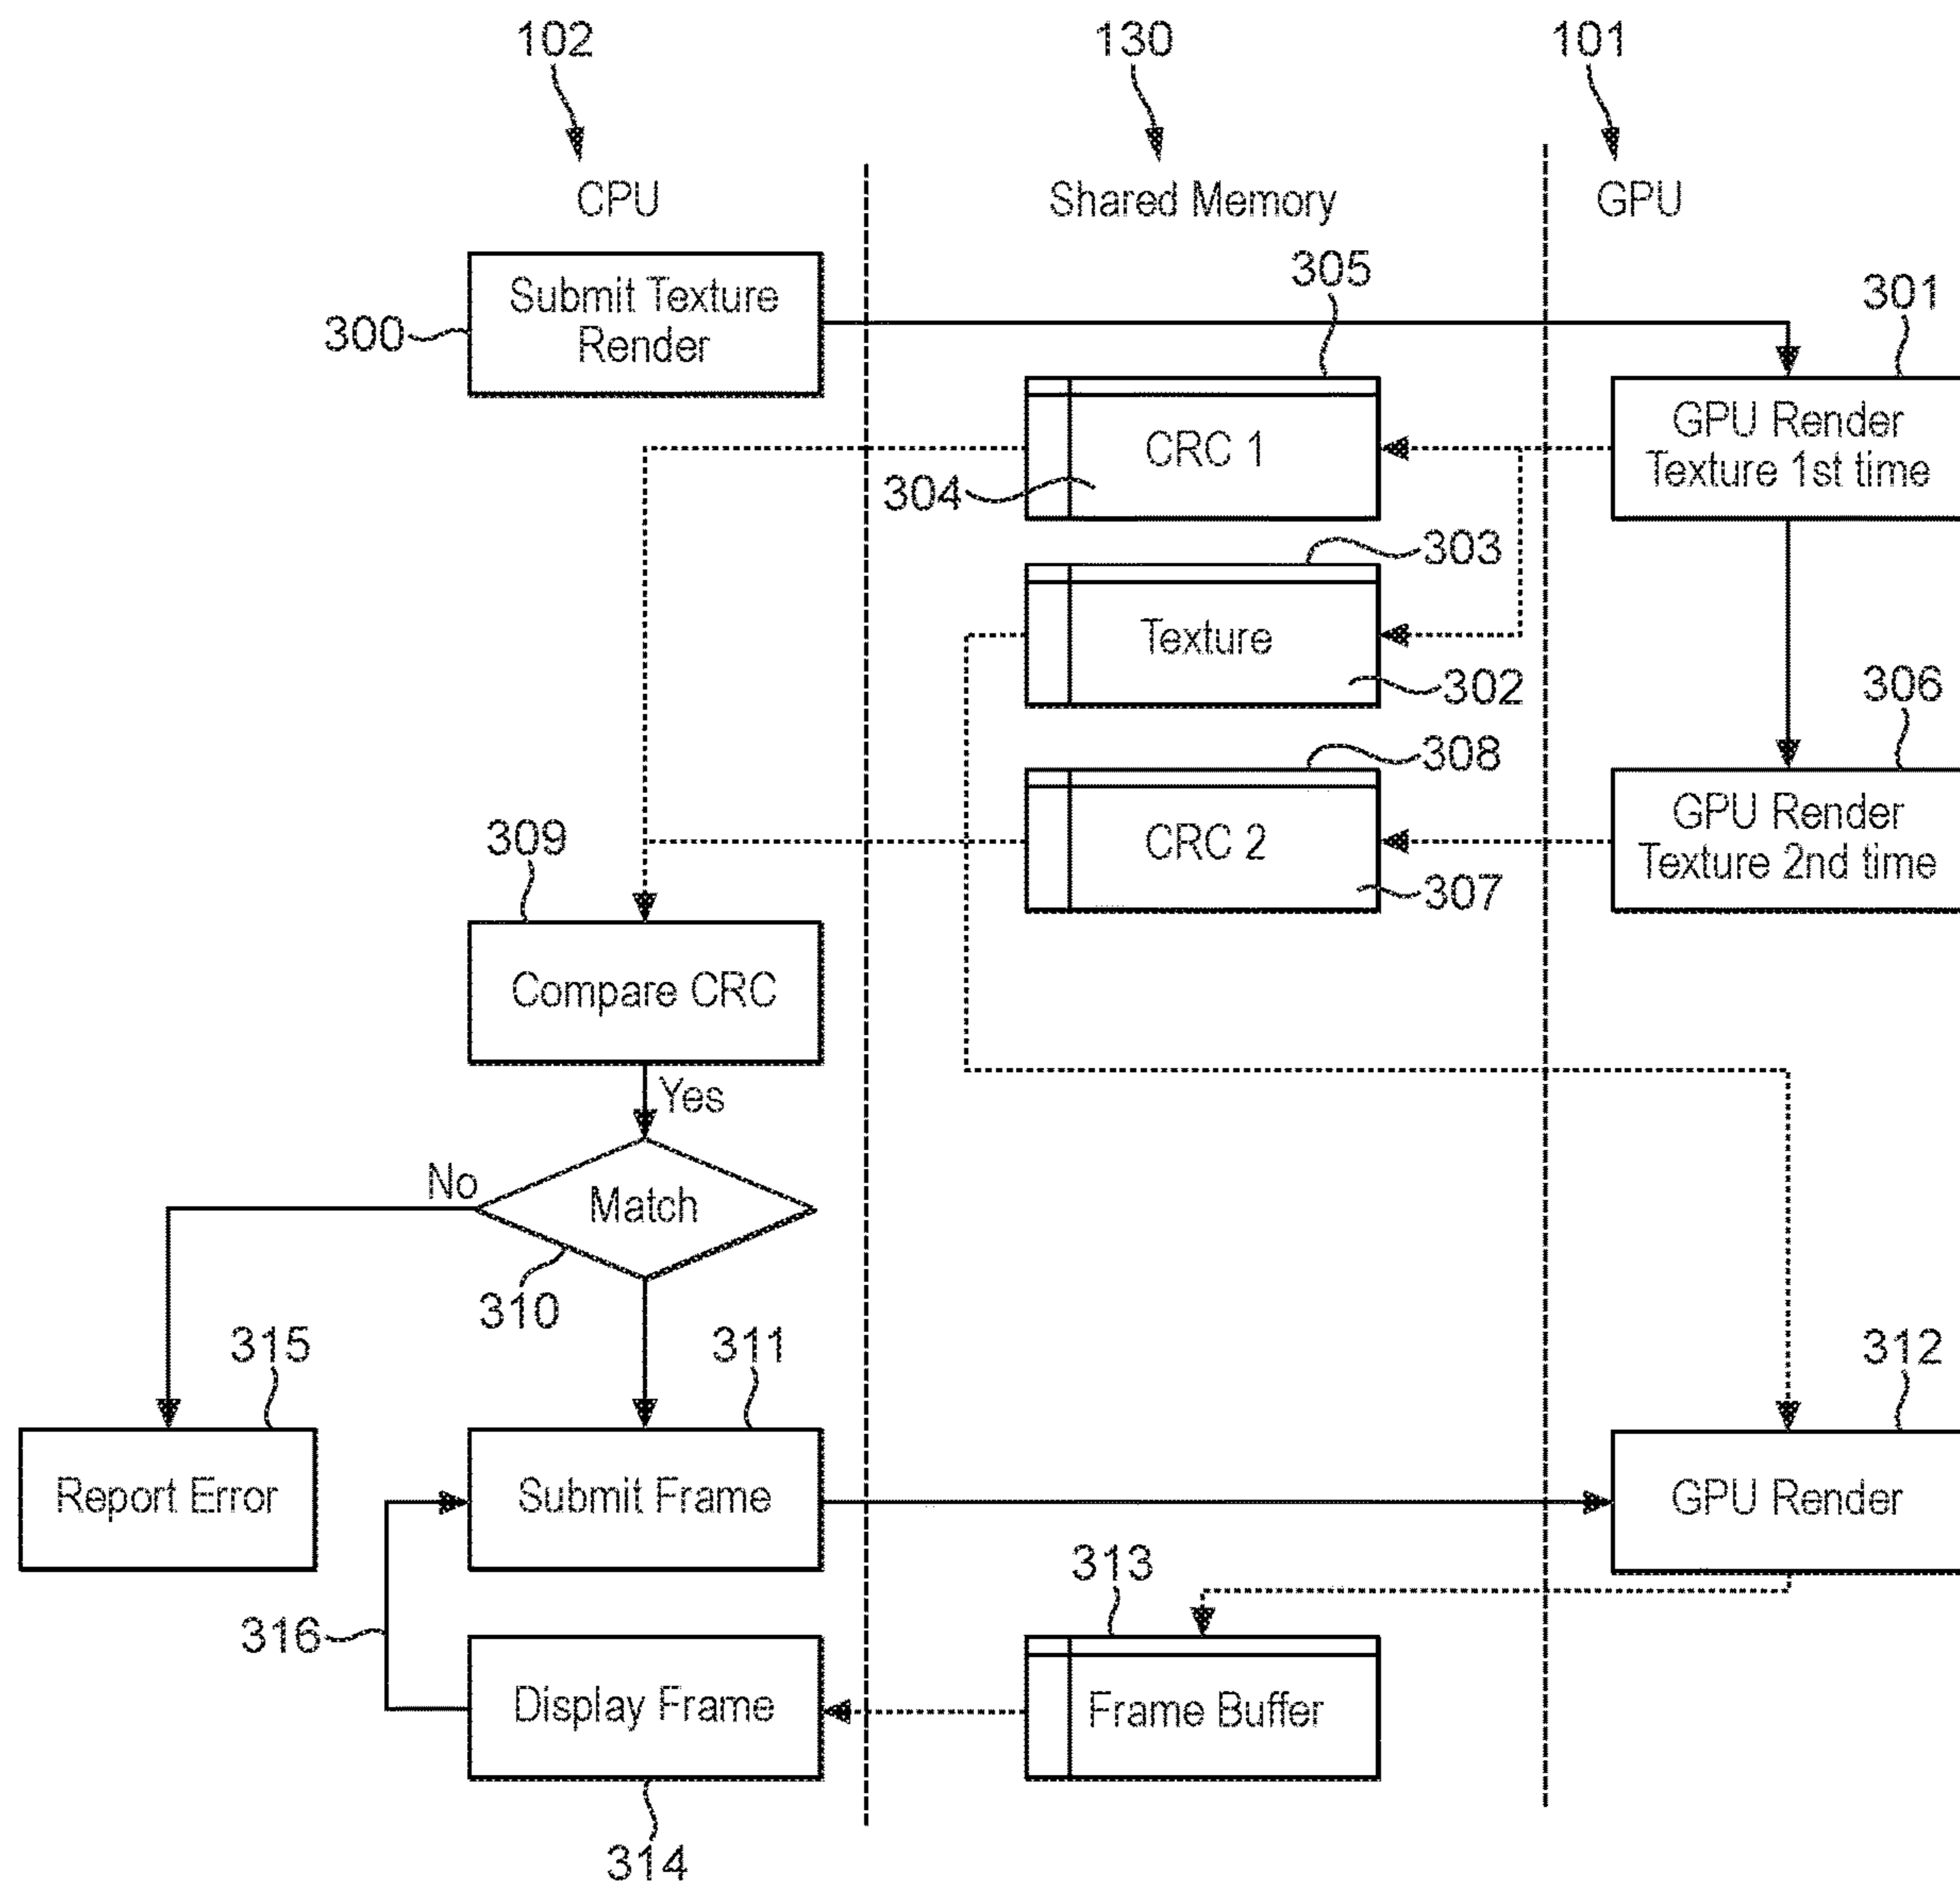 102
130
101
CPU
Shared Memory
GPU
305
301
300
Submit Texture
Render
CRC 1
304
GPU Render
Texture 1st time
303
Texture
302
306
308
309
CRC 2
307
GPU Render
Texture 2nd time
Compare CRC
Yes
No
Match
310
315
311
312
Report Error
Submit Frame
GPU Render
313
316
Display Frame
Frame Buffer
314